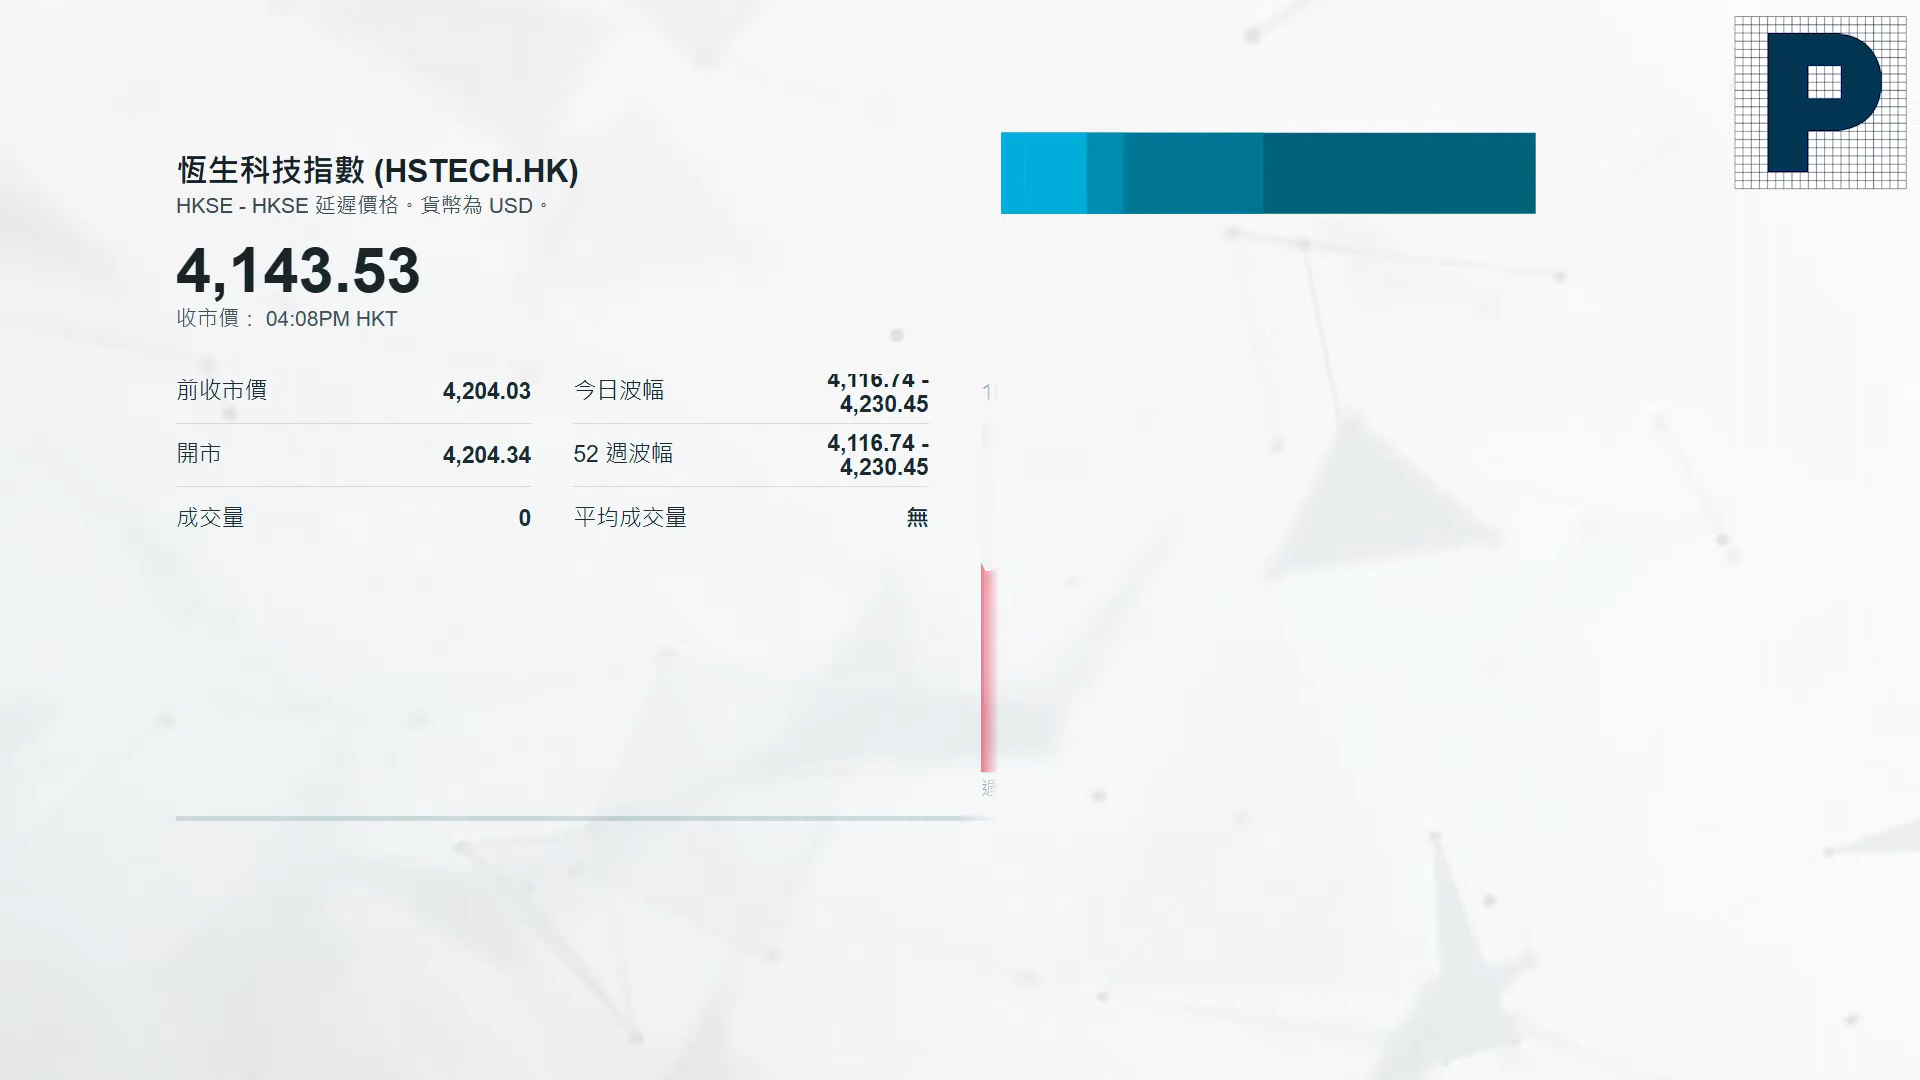 恆生科技指數 (HSTECH.HK)
HKSE - HKSE 延遲價格。貨幣為 USD。
4,143.53
收市價： 04:08PM HKT
前收市價 4,204.03 今日波幅 4,116.74 - 4,230.45
開市 4,204.34 52 週波幅 4,116.74 - 4,230.45
成交量 0 平均成交量 無
P